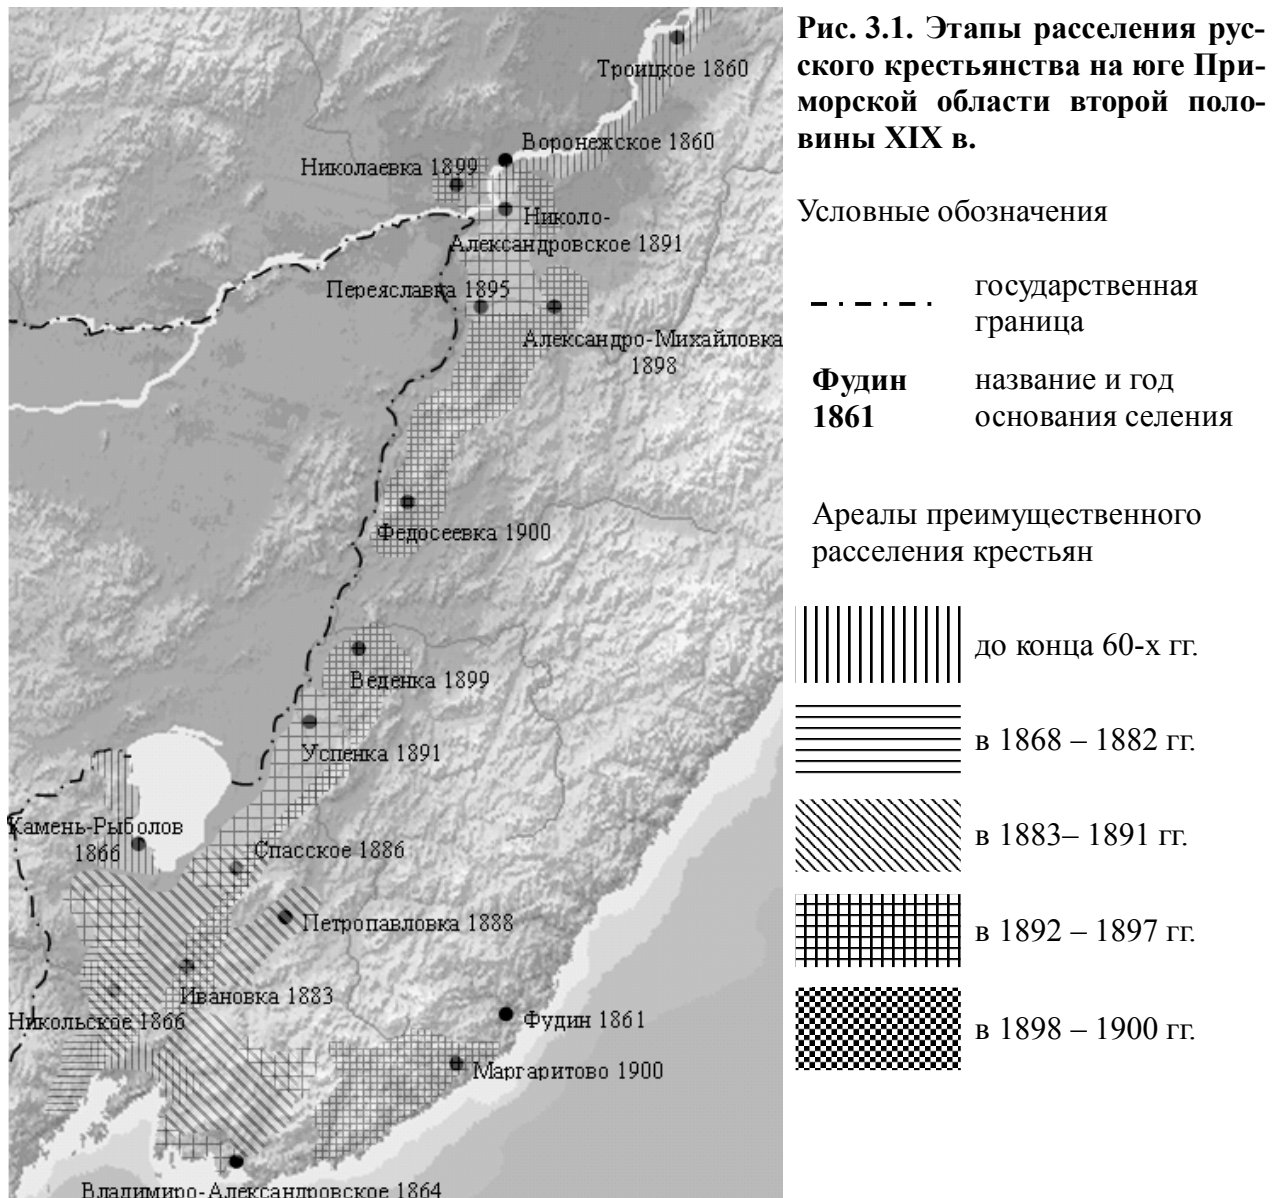 Рис. 3.1. Этапы расселения рус-
ского крестьянства на юге При-
морской области второй поло-
вины XIX в.
Условные обозначения
государственная
граница
Фудин
1861
название и год
основания селения
Ареалы преимущественного
расселения крестьян
до конца 60-х гг.
в 1868 – 1882 гг.
в 1883– 1891 гг.
в 1892 – 1897 гг.
в 1898 – 1900 гг.
Троицкое 1860
Воронежское 1860
Николаевка 1899
Николо-
Александровское 1891
Переяславка 1895
Александро-Михайловка
1898
Федосеевка 1900
Веденка 1899
Успенка 1891
Камень-Рыболов
1866
Спасское 1886
Петропавловка 1888
Ивановка 1883
Никольское 1866
Фудин 1861
Маргаритово 1900
Владимиро-Александровское 1864